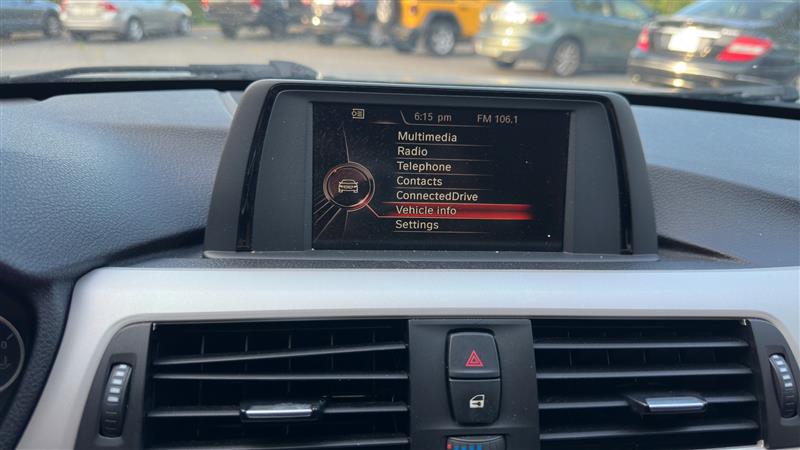 6:15 pm FM 106.1
Multimedia
Radio
Telephone
Contacts
ConnectedDrive
Vehicle info
Settings